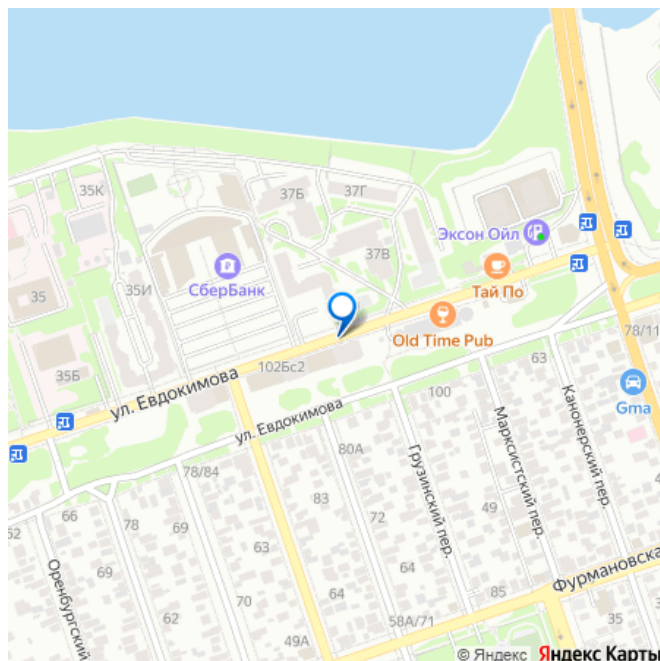 35К
37Б
37Г
Эксон Ойл
37В
СберБанк
Тай По
35
35И
Old Time Pub
78/11
102Бс2
63
35Б
ул. Евдокимова
Gma
100
ул. Евдокимова
Канонерский пер.
Марксистский пер.
Грузинский пер.
80А
78/84
83
49
62
66
78
69
72
69
63
Оренбургский
64
85
Фурмановска
62
70
64
58А/71
35
49А
© Яндекс Яндекс Карты